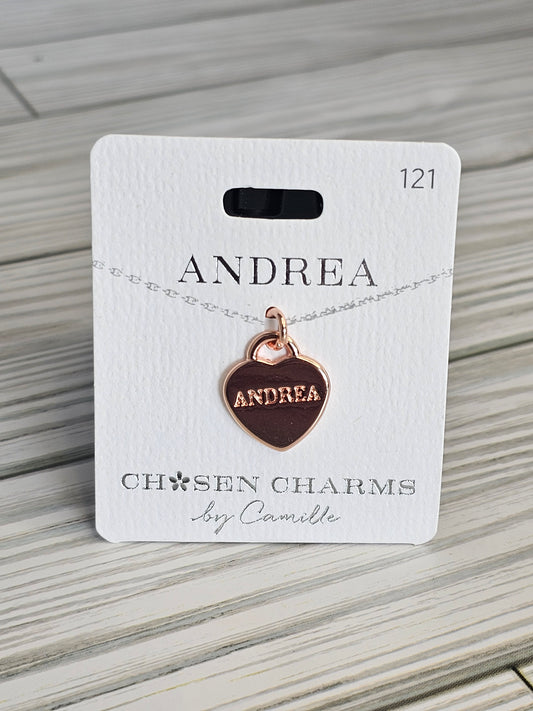 121
ANDREA
ANDREA
CHOSEN CHARMS
by Camille